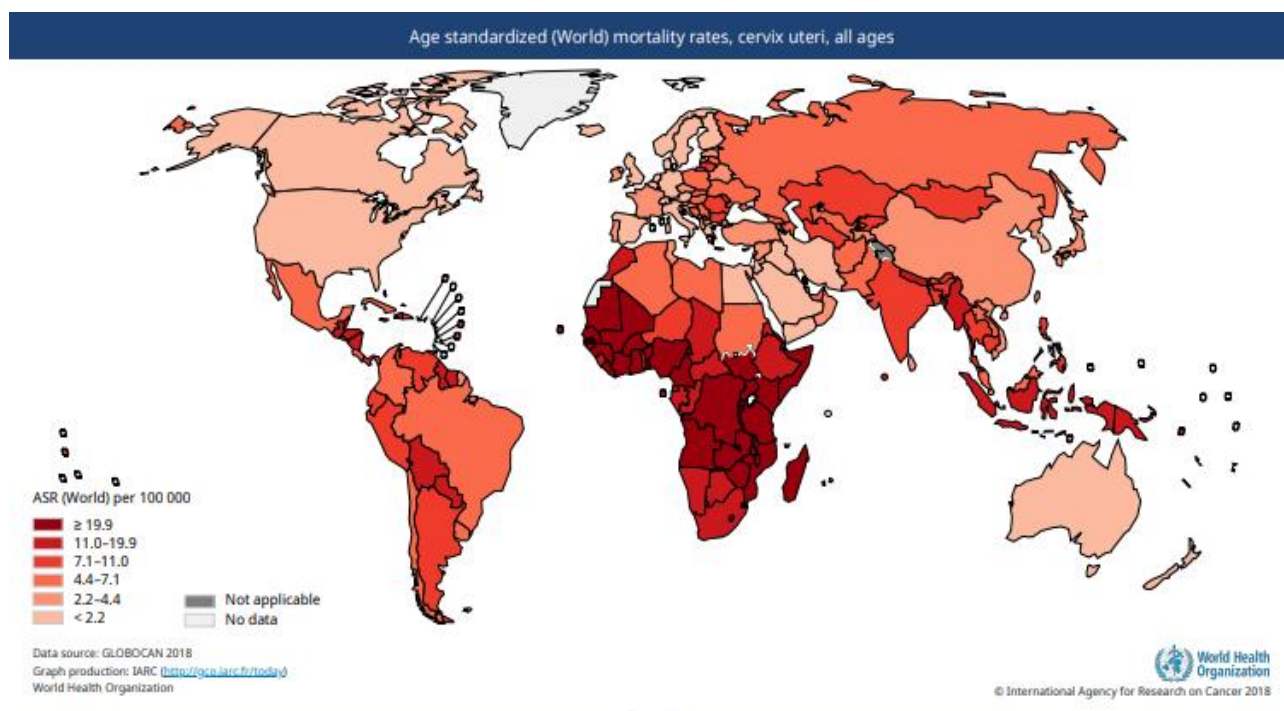 Age standardized (World) mortality rates, cervix uteri, all ages
ASR (World) per 100 000
≥ 19.9
11.0–19.9
7.1–11.0
4.4–7.1
2.2–4.4
< 2.2
Not applicable
No data
Data source: GLOBOCAN 2018
Graph production: IARC (http://gco.iarc.fr/today)
World Health Organization
World Health
Organization
© International Agency for Research on Cancer 2018